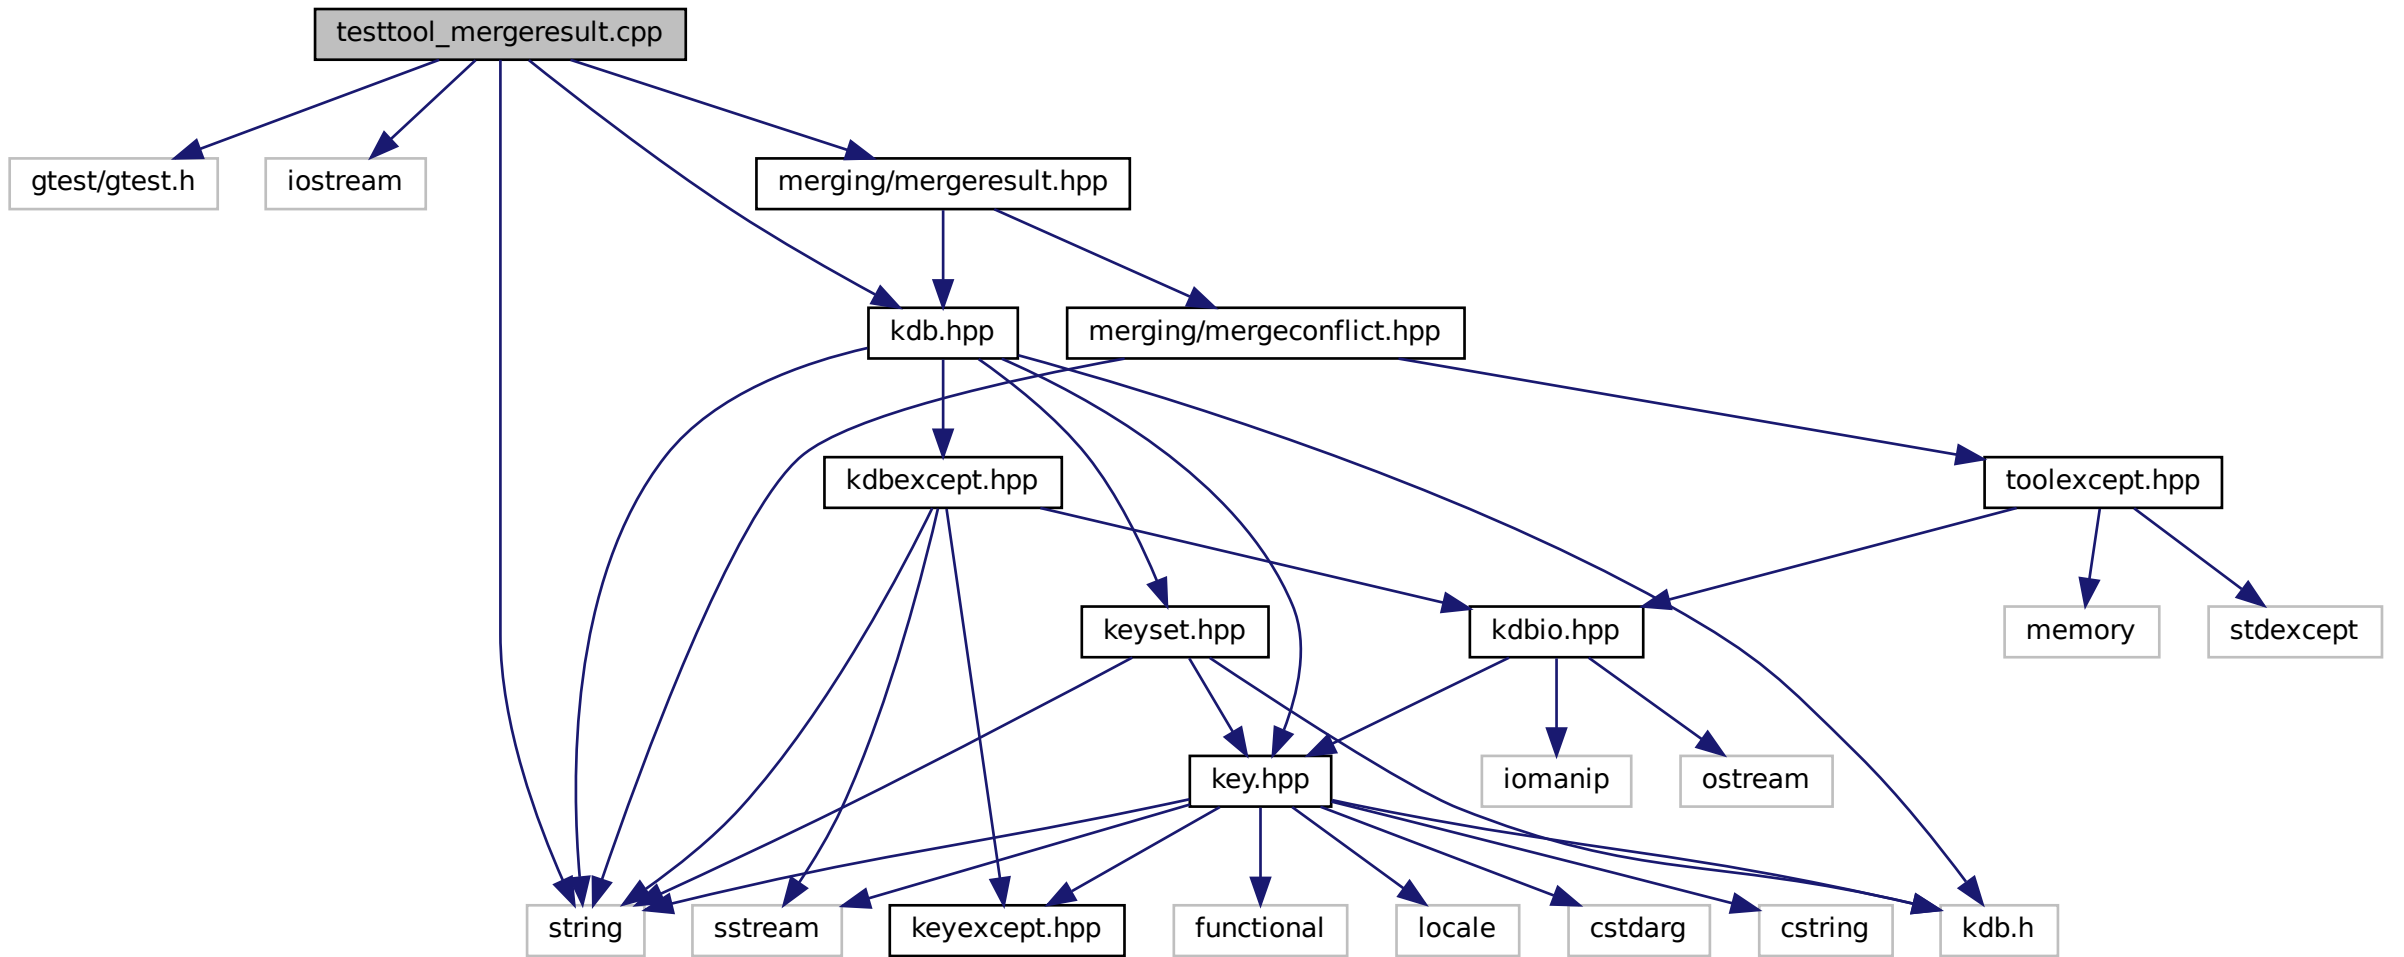 testtool_mergeresult.cpp
gtest/gtest.h
iostream
merging/mergeresult.hpp
kdb.hpp
merging/mergeconflict.hpp
kdbexcept.hpp
toolexcept.hpp
keyset.hpp
kdbio.hpp
memory
stdexcept
key.hpp
iomanip
ostream
string
sstream
keyexcept.hpp
functional
locale
cstdarg
cstring
kdb.h